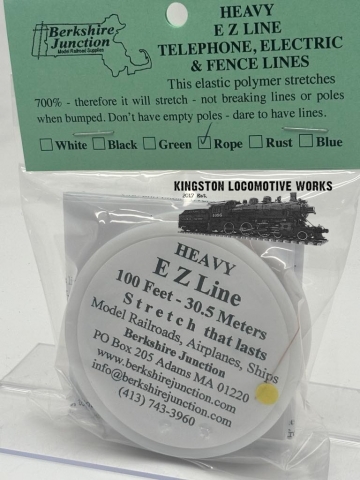 Berkshire
Junction
Model Railroad Supplies
HEAVY
E Z LINE
TELEPHONE, ELECTRIC
& FENCE LINES
This elastic polymer stretches
700% - therefore it will stretch - not breaking lines or poles
when bumped. Don't have empty poles - dare to have lines.
White Black Green Rope Rust Blue
KINGSTON LOCOMOTIVE WORKS
HEAVY
E Z Line
100 Feet - 30.5 Meters
Stretch that lasts
Model Railroads, Airplanes, Ships
Berkshire Junction
PO Box 205 Adams MA 01220
www.berkshirejunction.com
info@berkshirejunction.com
(413) 743-3960